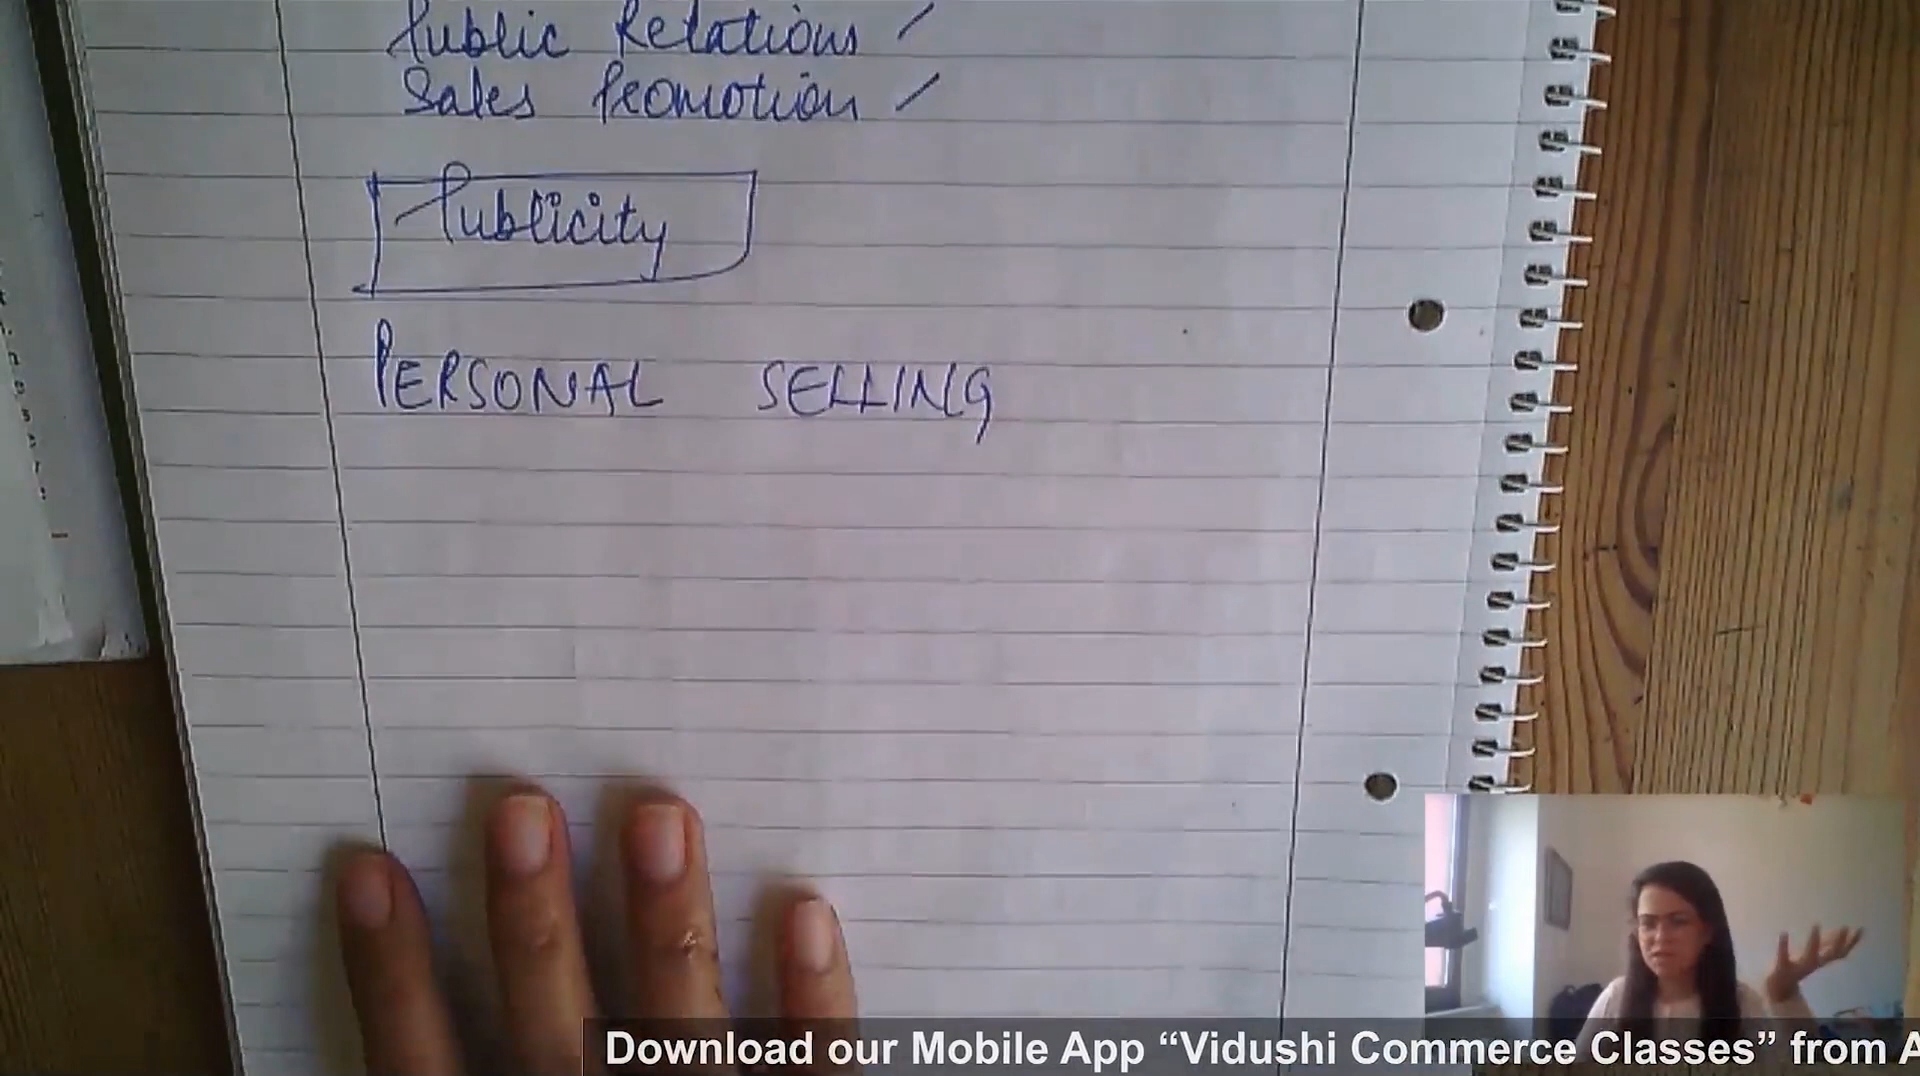 Public Relations
Sales Promotion
Publicity
PERSONAL SELLING
Download our Mobile App “Vidushi Commerce Classes” from A